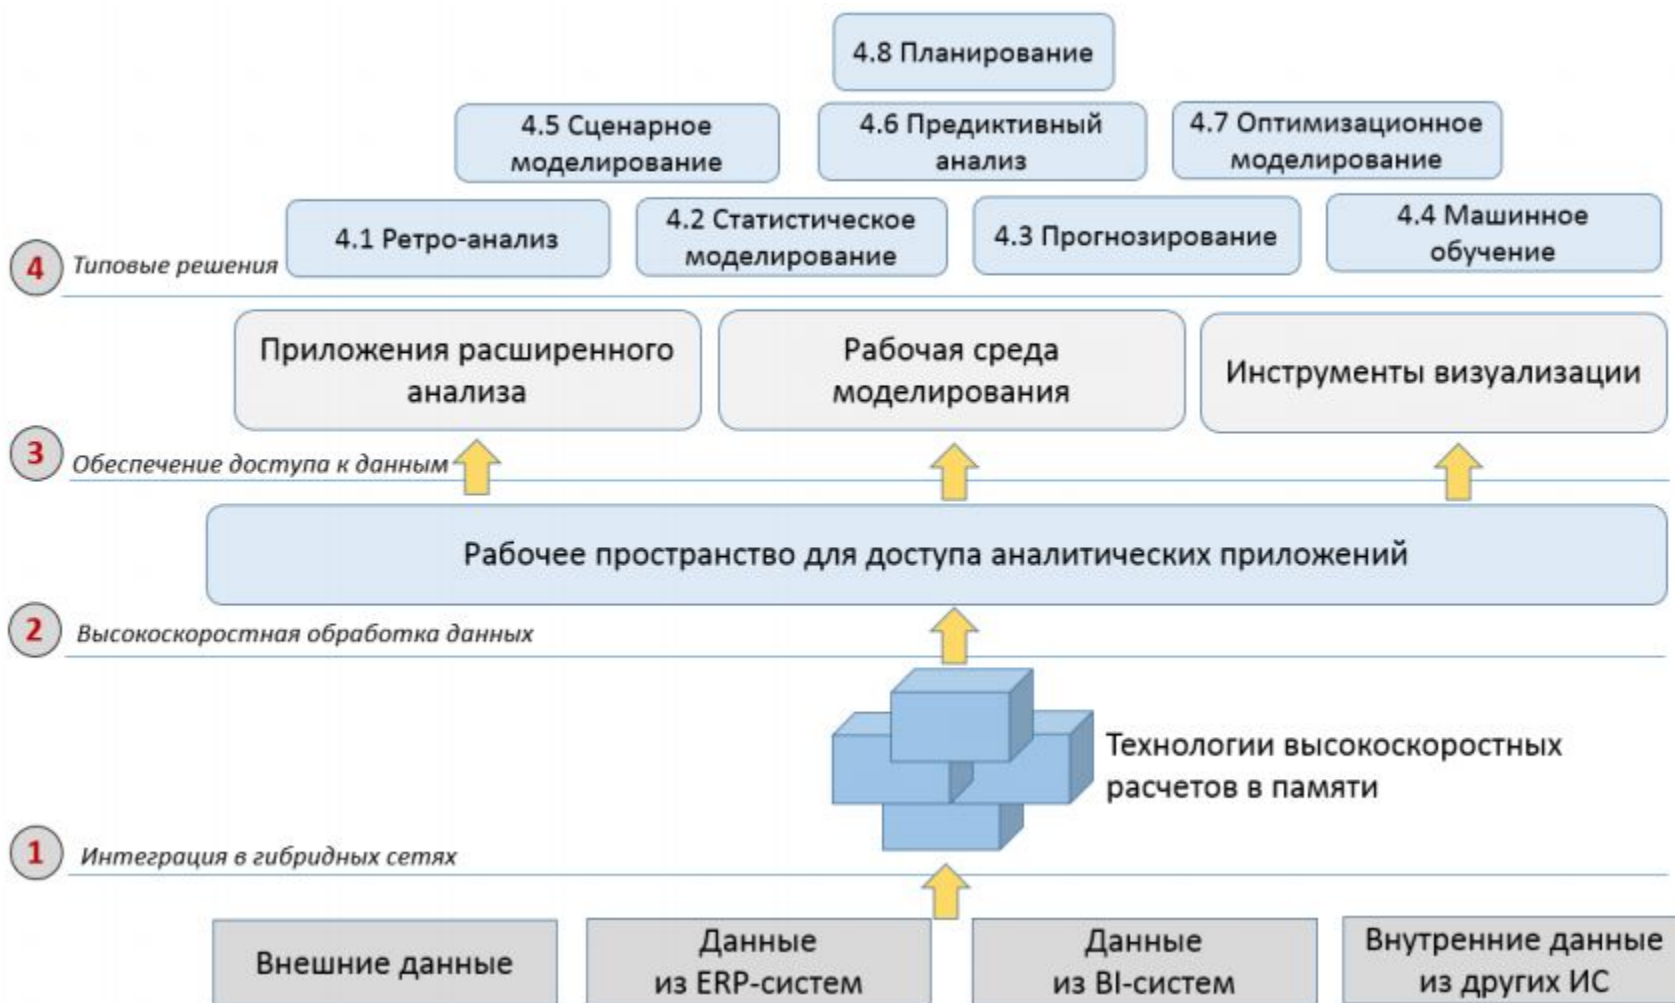 4.8 Планирование
4.5 Сценарное
моделирование
4.6 Предиктивный
анализ
4.7 Оптимизационное
моделирование
4.1 Ретро-анализ
4.2 Статистическое
моделирование
4.3 Прогнозирование
4.4 Машинное
обучение
4 Типовые решения
Приложения расширенного
анализа
Рабочая среда
моделирования
Инструменты визуализации
3 Обеспечение доступа к данным
Рабочее пространство для доступа аналитических приложений
2 Высокоскоростная обработка данных
Технологии высокоскоростных
расчетов в памяти
1 Интеграция в гибридных сетях
Внешние данные
Данные
из ERP-систем
Данные
из BI-систем
Внутренние данные
из других ИС